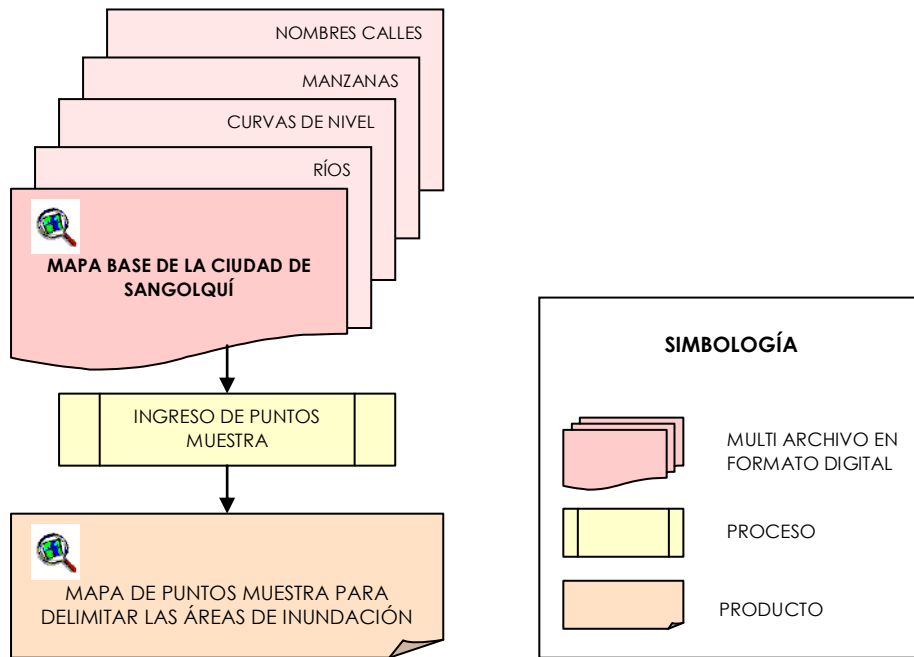 NOMBRES CALLES
MANZANAS
CURVAS DE NIVEL
RÍOS
MAPA BASE DE LA CIUDAD DE
SANGOLQUÍ
INGRESO DE PUNTOS
MUESTRA
MAPA DE PUNTOS MUESTRA PARA
DELIMITAR LAS ÁREAS DE INUNDACIÓN
SIMBOLOGÍA
MULTI ARCHIVO EN
FORMATO DIGITAL
PROCESO
PRODUCTO